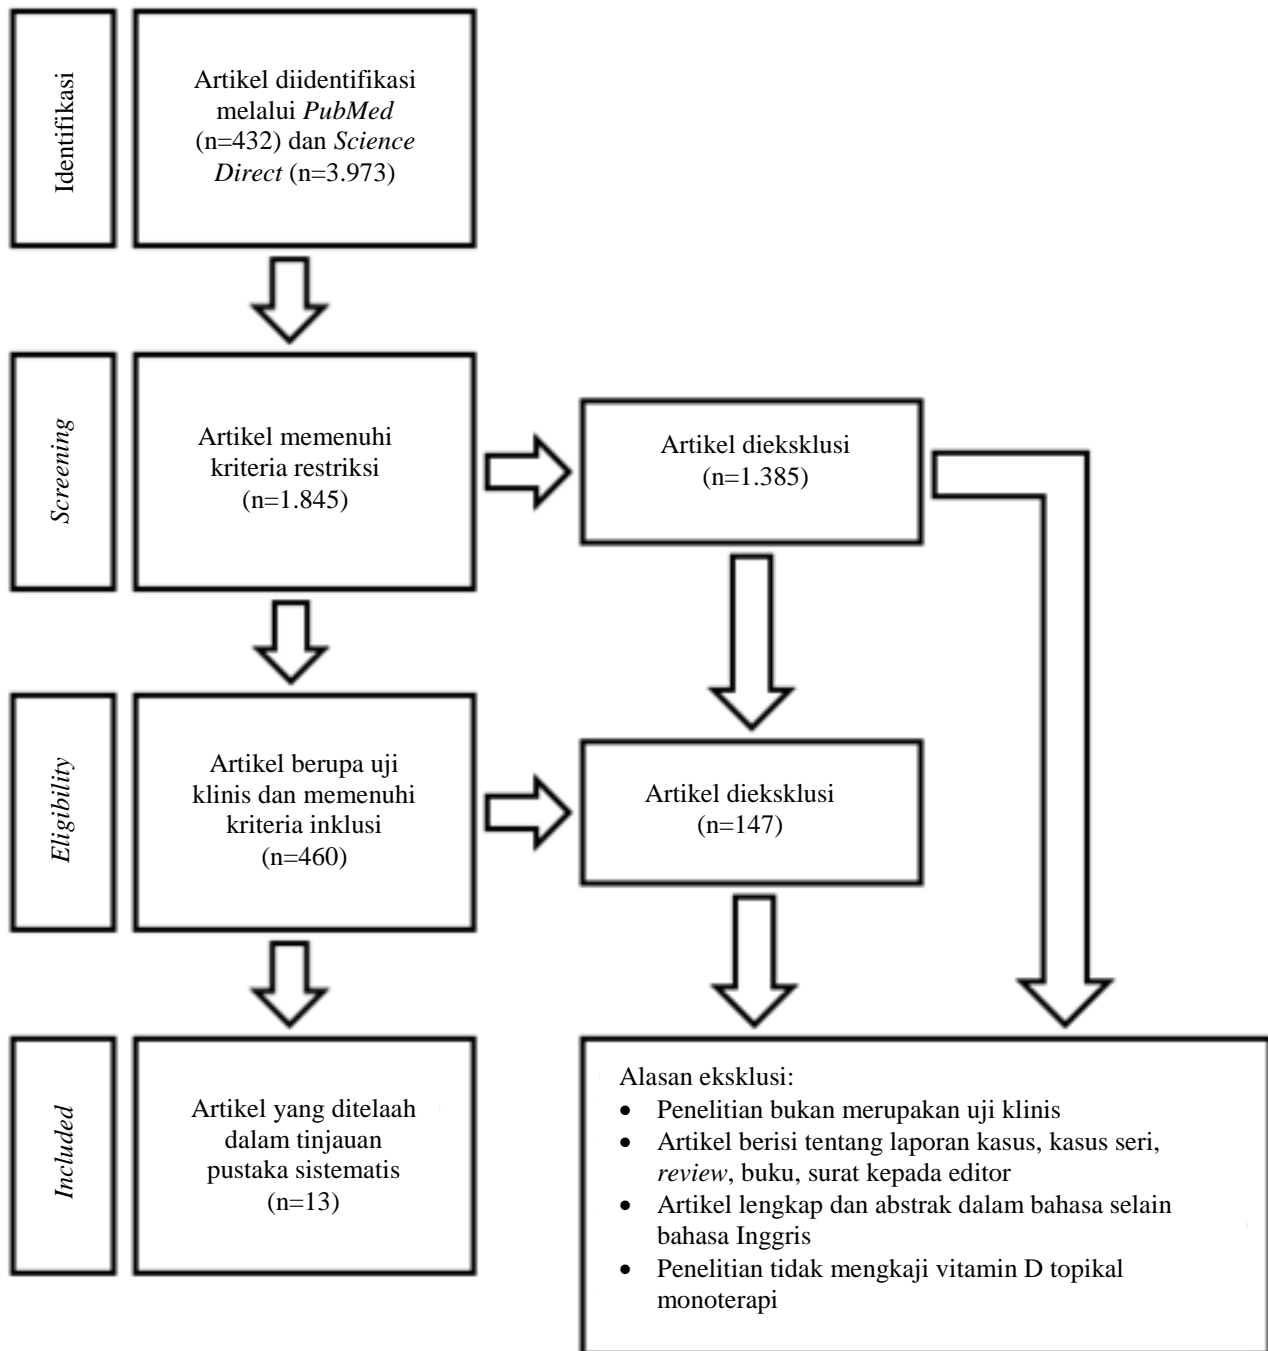 Identifikasi
Artikel diidentifikasi
melalui PubMed
(n=432) dan Science
Direct (n=3.973)
Screening
Artikel memenuhi
kriteria restriksi
(n=1.845)
Artikel dieksklusi
(n=1.385)
Eligibility
Artikel berupa uji
klinis dan memenuhi
kriteria inklusi
(n=460)
Artikel dieksklusi
(n=147)
Included
Artikel yang ditelaah
dalam tinjauan
pustaka sistematis
(n=13)
Alasan eksklusi:
• Penelitian bukan merupakan uji klinis
• Artikel berisi tentang laporan kasus, kasus seri,
review, buku, surat kepada editor
• Artikel lengkap dan abstrak dalam bahasa selain
bahasa Inggris
• Penelitian tidak mengkaji vitamin D topikal
monoterapi